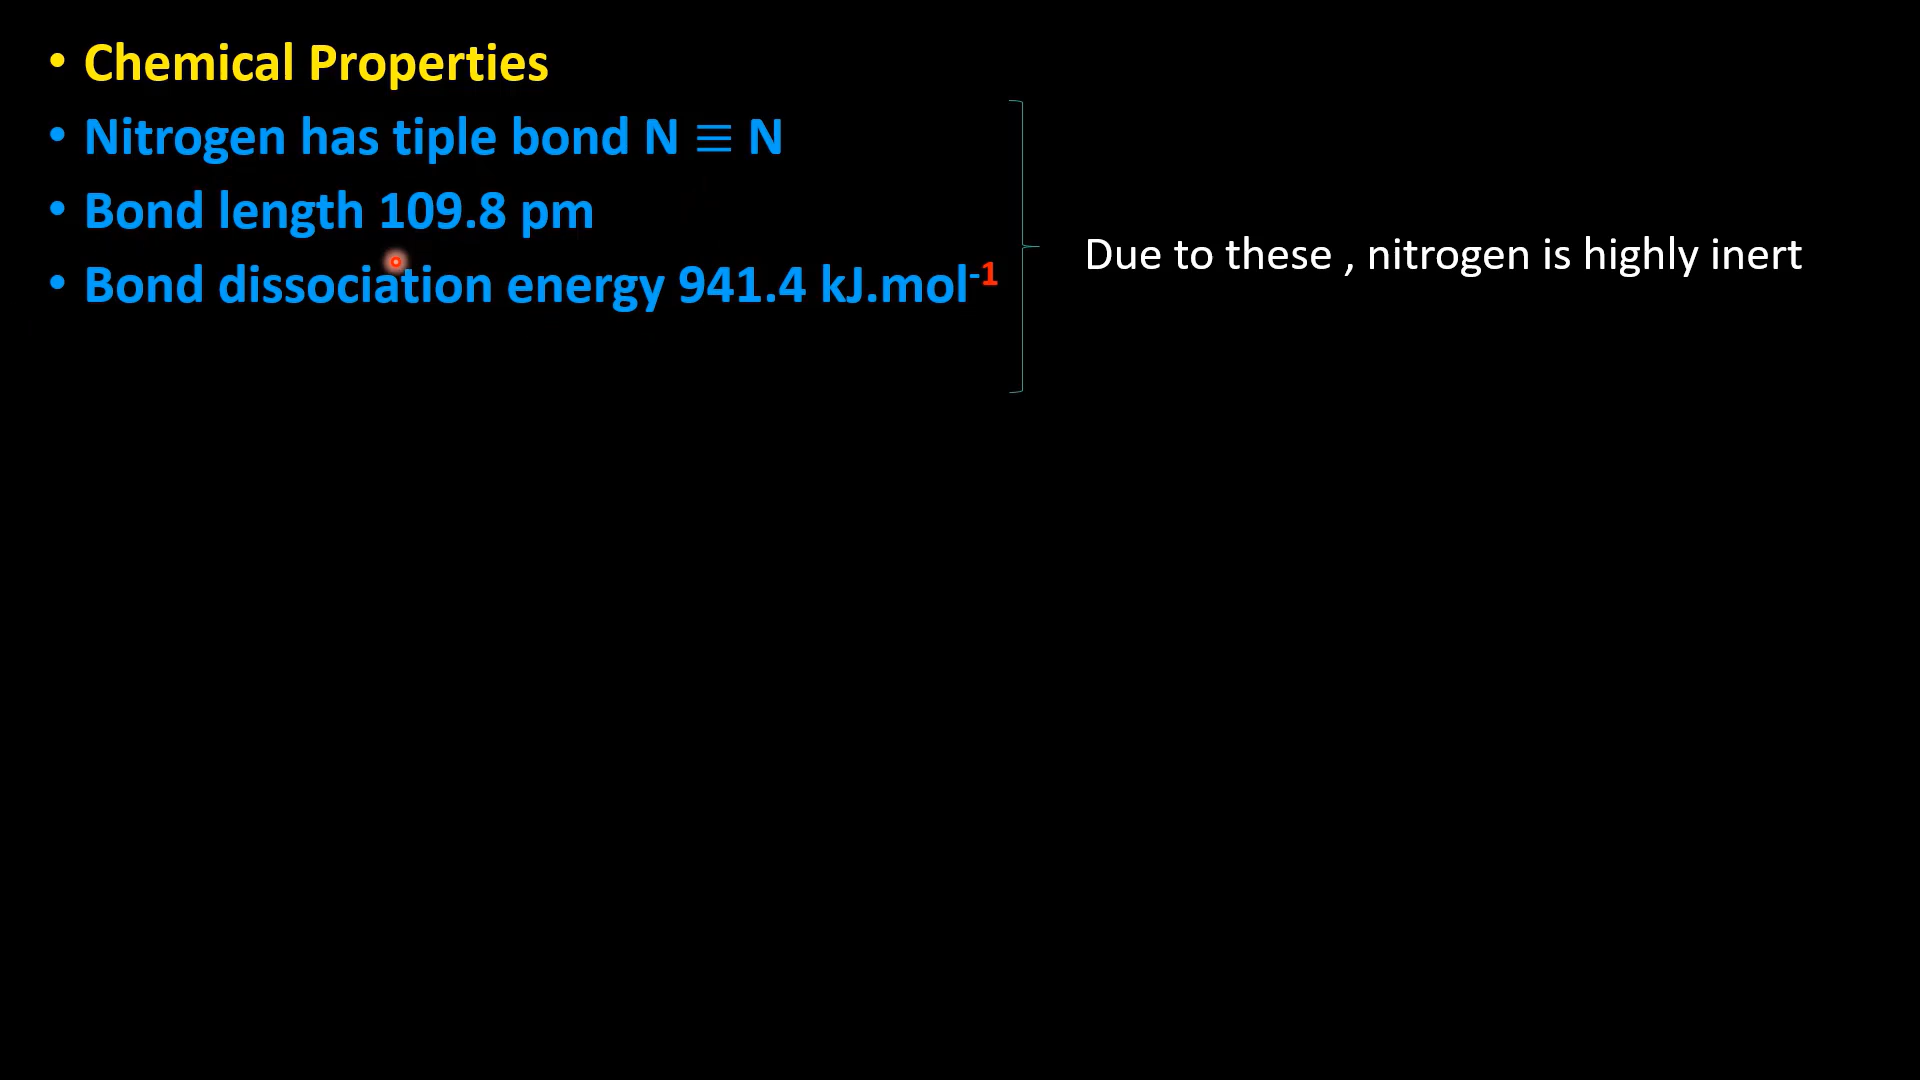 • Chemical Properties
• Nitrogen has tiple bond N ≡ N
• Bond length 109.8 pm
• Bond dissociation energy 941.4 kJ.mol⁻¹
Due to these , nitrogen is highly inert